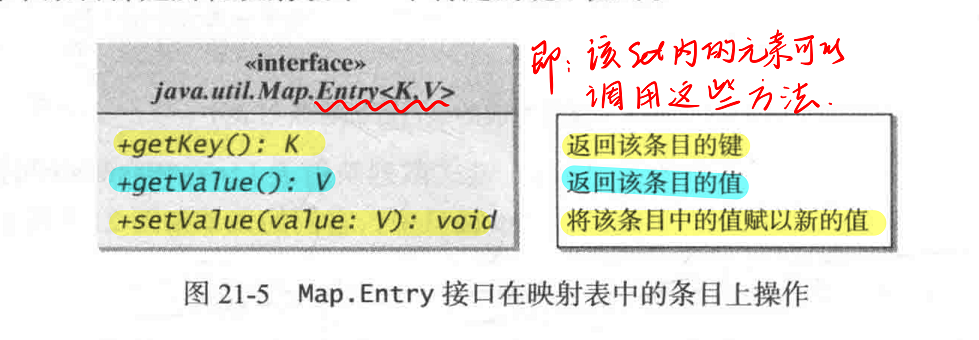 «interface»
java.util.Map.Entry<K,V>
即：该Set内的元素可以
调用这些方法.
+getKey(): K
返回该条目的键
+getValue(): V
返回该条目的值
+setValue(value: V): void
将该条目中的值赋以新的值
图 21-5 Map.Entry 接口在映射表中的条目上操作